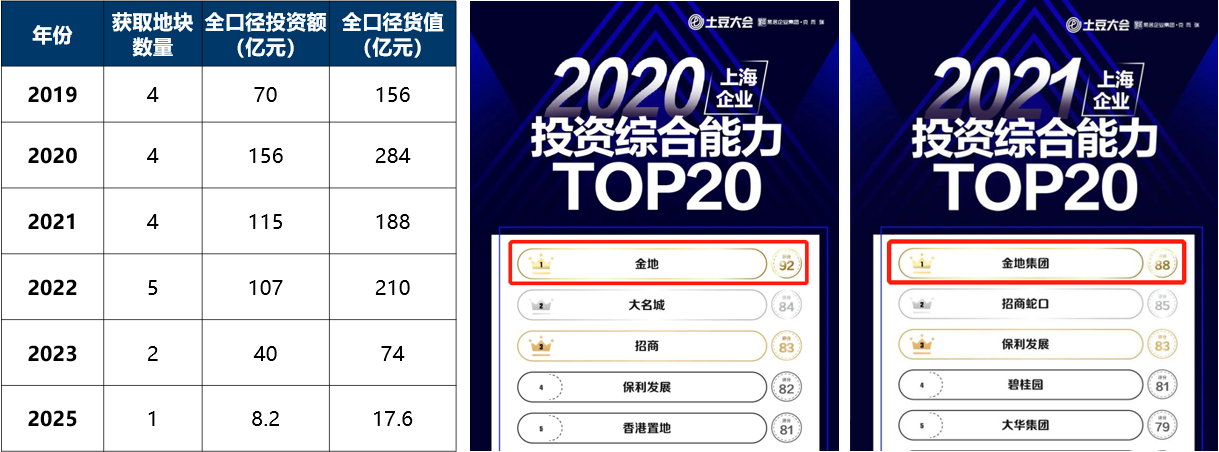 年份 获取地块数量 全口径投资额(亿元) 全口径货值(亿元)
2019 4 70 156
2020 4 156 284
2021 4 115 188
2022 5 107 210
2023 2 40 74
2025 1 8.2 17.6
土豆大会
2020 上海企业
投资综合能力
TOP20
1 金地 92
2 大名城 84
3 招商 83
4 保利发展 82
5 香港置地 81
土豆大会
2021 上海企业
投资综合能力
TOP20
1 金地集团 88
2 招商蛇口 85
3 保利发展 83
4 碧桂园 81
5 大华集团 79